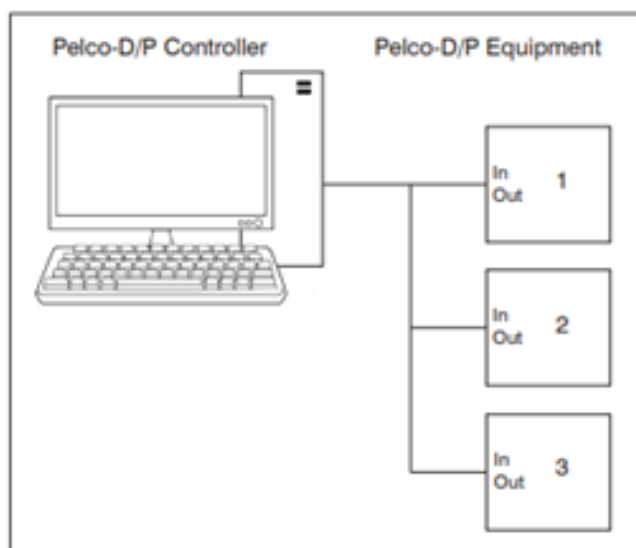 Pelco-D/P Controller
Pelco-D/P Equipment
In
Out
1
In
Out
2
In
Out
3